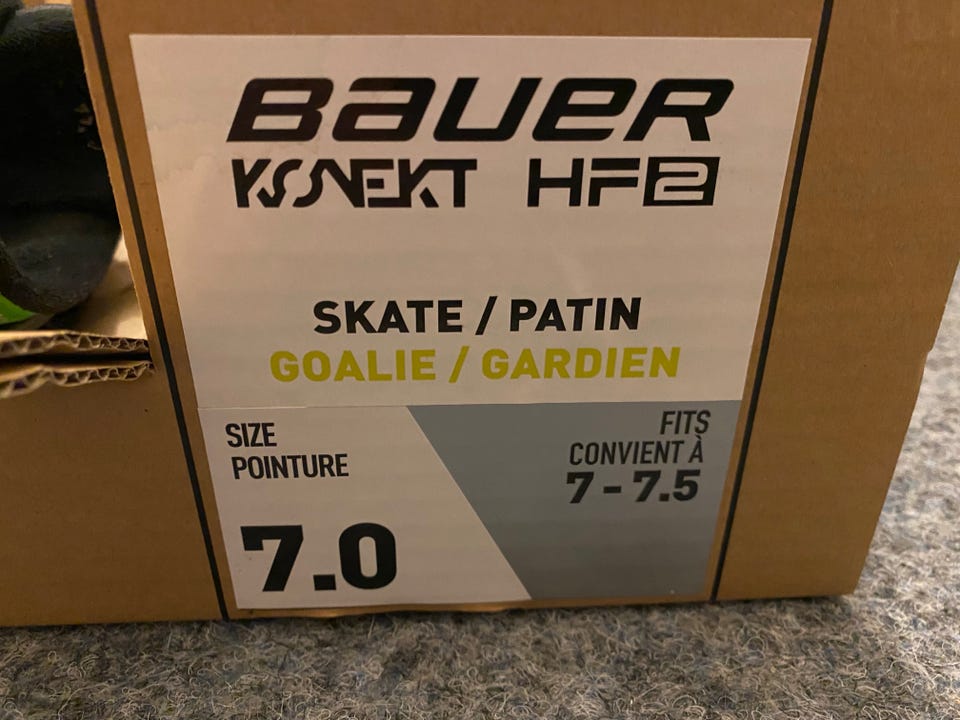 BAUER
KONEKT HF2
SKATE / PATIN
GOALIE / GARDIEN
SIZE
POINTURE
7.0
FITS
CONVIENT À
7 - 7.5